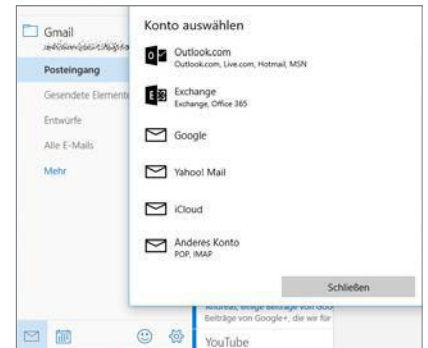 Gmail
Posteingang
Gesendete Elemente
Entwürfe
Alle E-Mails
Mehr
Konto auswählen
Outlook.com
Outlook.com, Live.com, Hotmail, MSN
Exchange
Exchange, Office 365
Google
Yahoo! Mail
iCloud
Anderes Konto
POP, IMAP
Schließen
Beiträge von Google+, die wir für
YouTube